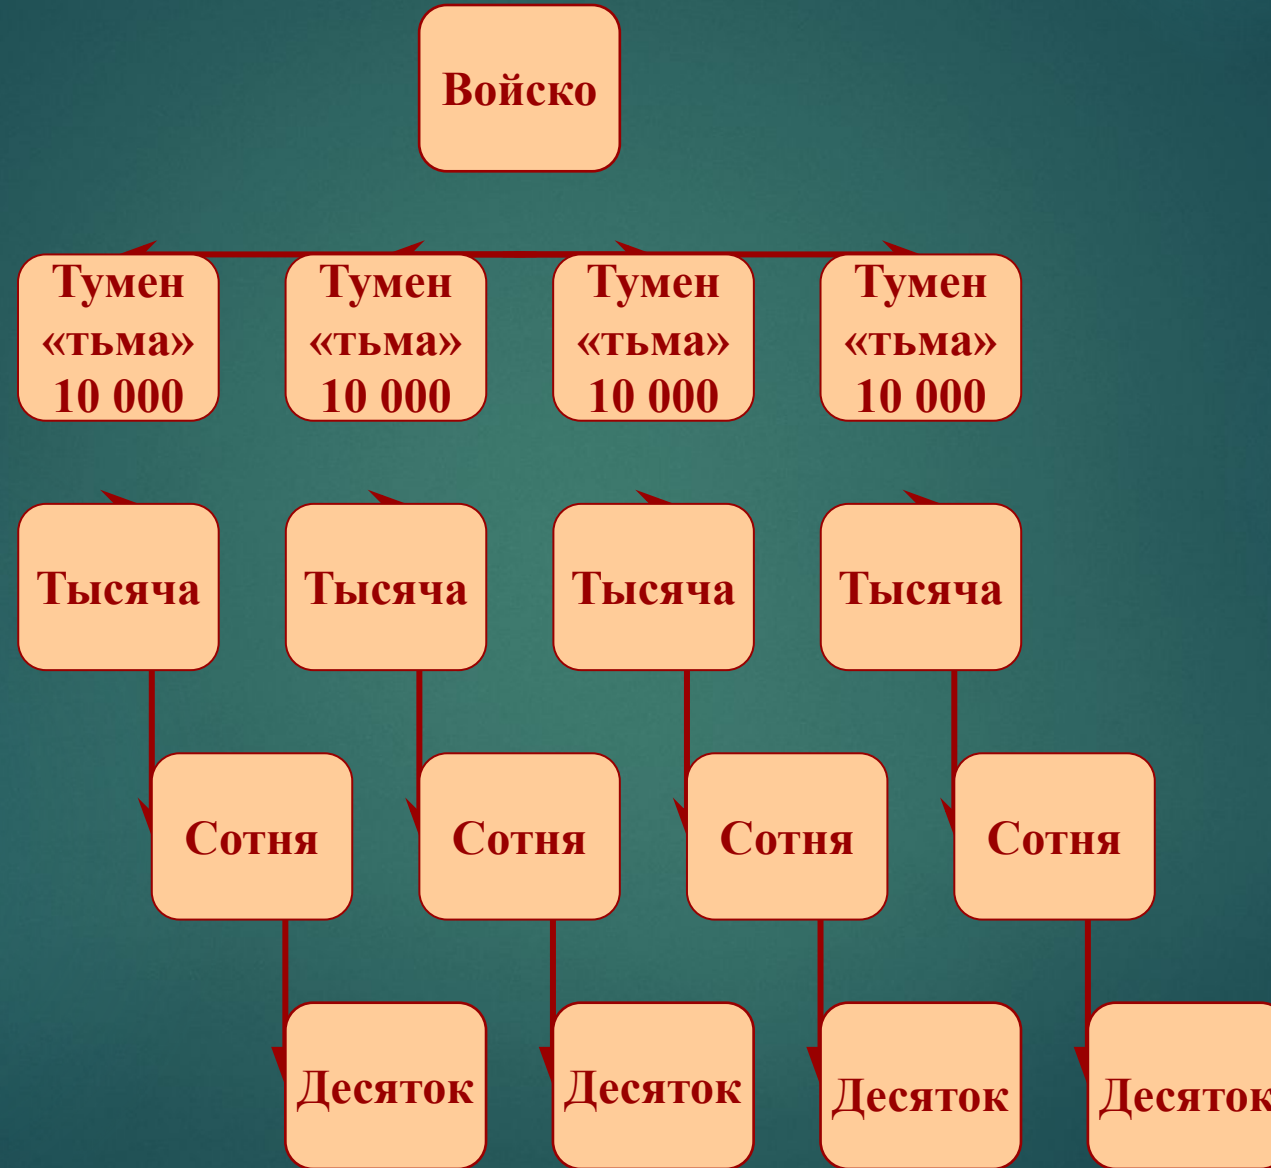 Войско
Тумен
«тьма»
10 000
Тумен
«тьма»
10 000
Тумен
«тьма»
10 000
Тумен
«тьма»
10 000
Тысяча
Тысяча
Тысяча
Тысяча
Сотня
Сотня
Сотня
Сотня
Десяток
Десяток
Десяток
Десяток